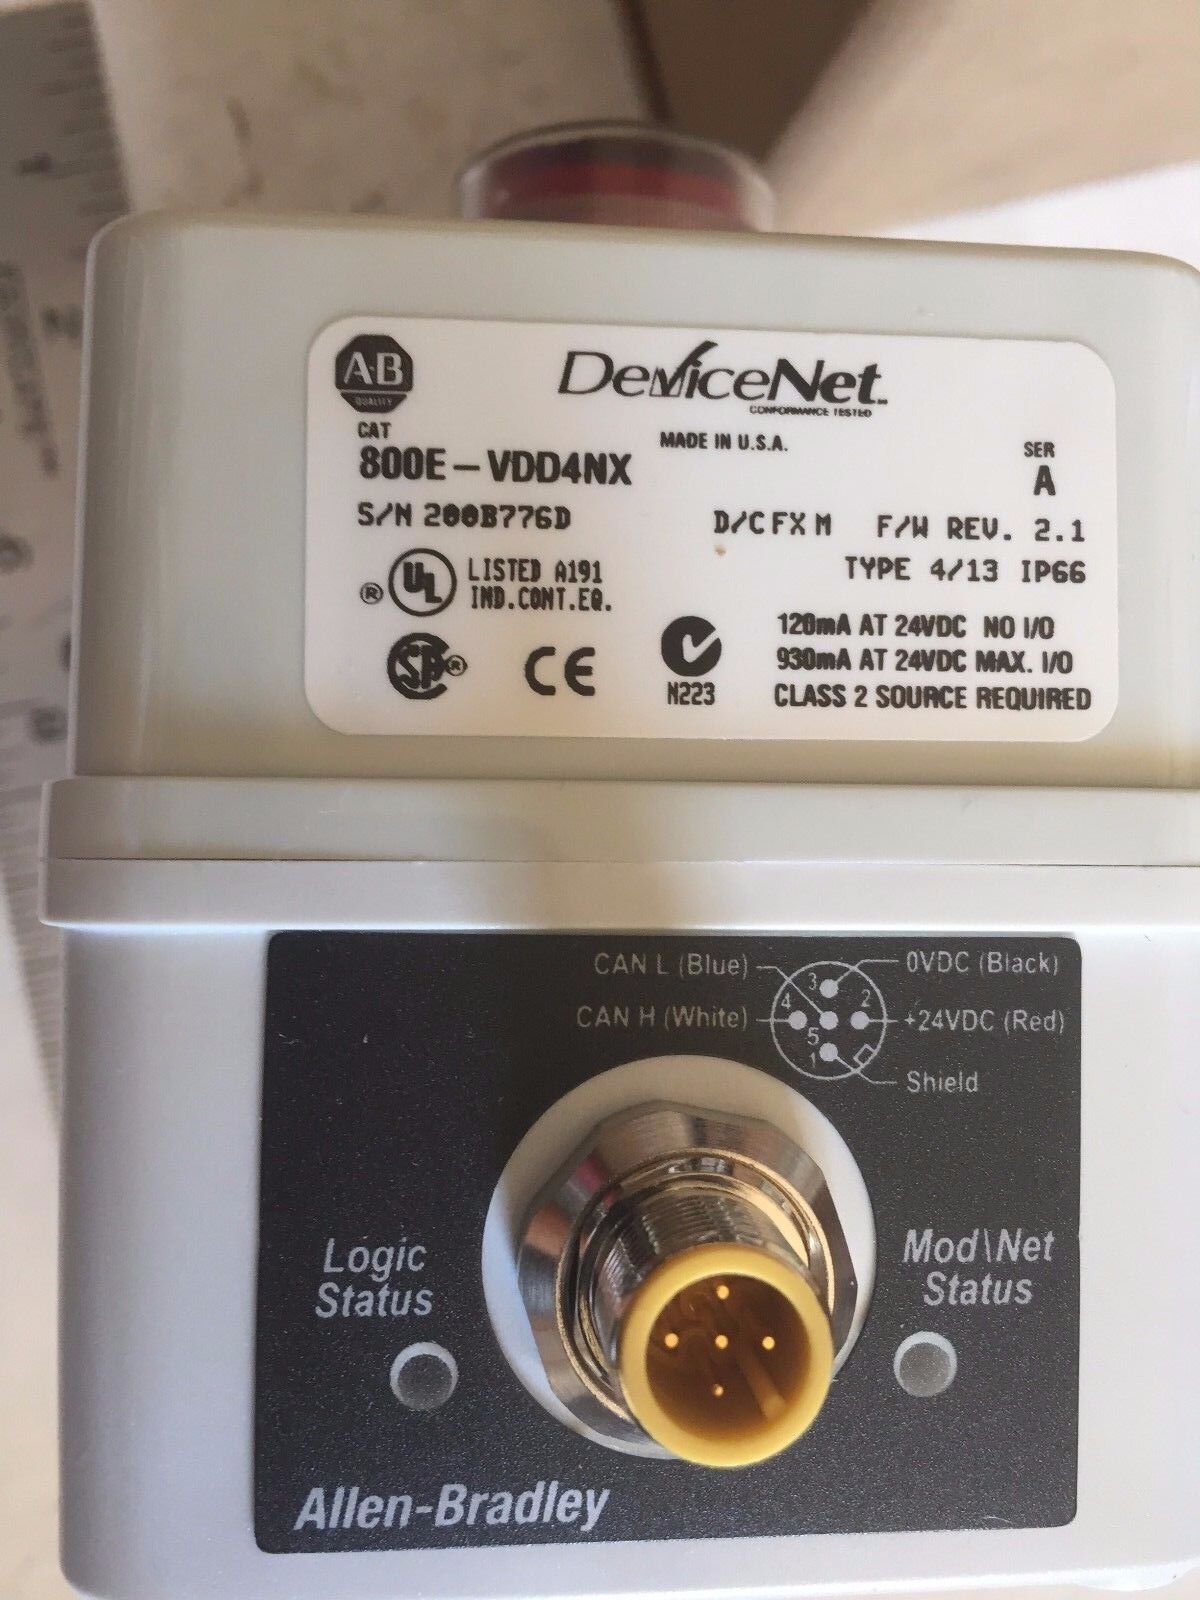 A-B
QUALITY
DeviceNet
CONFORMANCE TESTED
CAT
MADE IN U.S.A.
SER
800E-VDD4NX
A
S/N 200B776D
D/C FX M F/W REV. 2.1
TYPE 4/13 IP66
® UL LISTED A191
IND.CONT.EQ.
SP ®
CE
N223
120mA AT 24VDC NO I/O
930mA AT 24VDC MAX. I/O
CLASS 2 SOURCE REQUIRED
CAN L (Blue)
0VDC (Black)
CAN H (White)
+24VDC (Red)
3
4
2
5
1
Shield
Logic
Status
Mod\Net
Status
Allen-Bradley